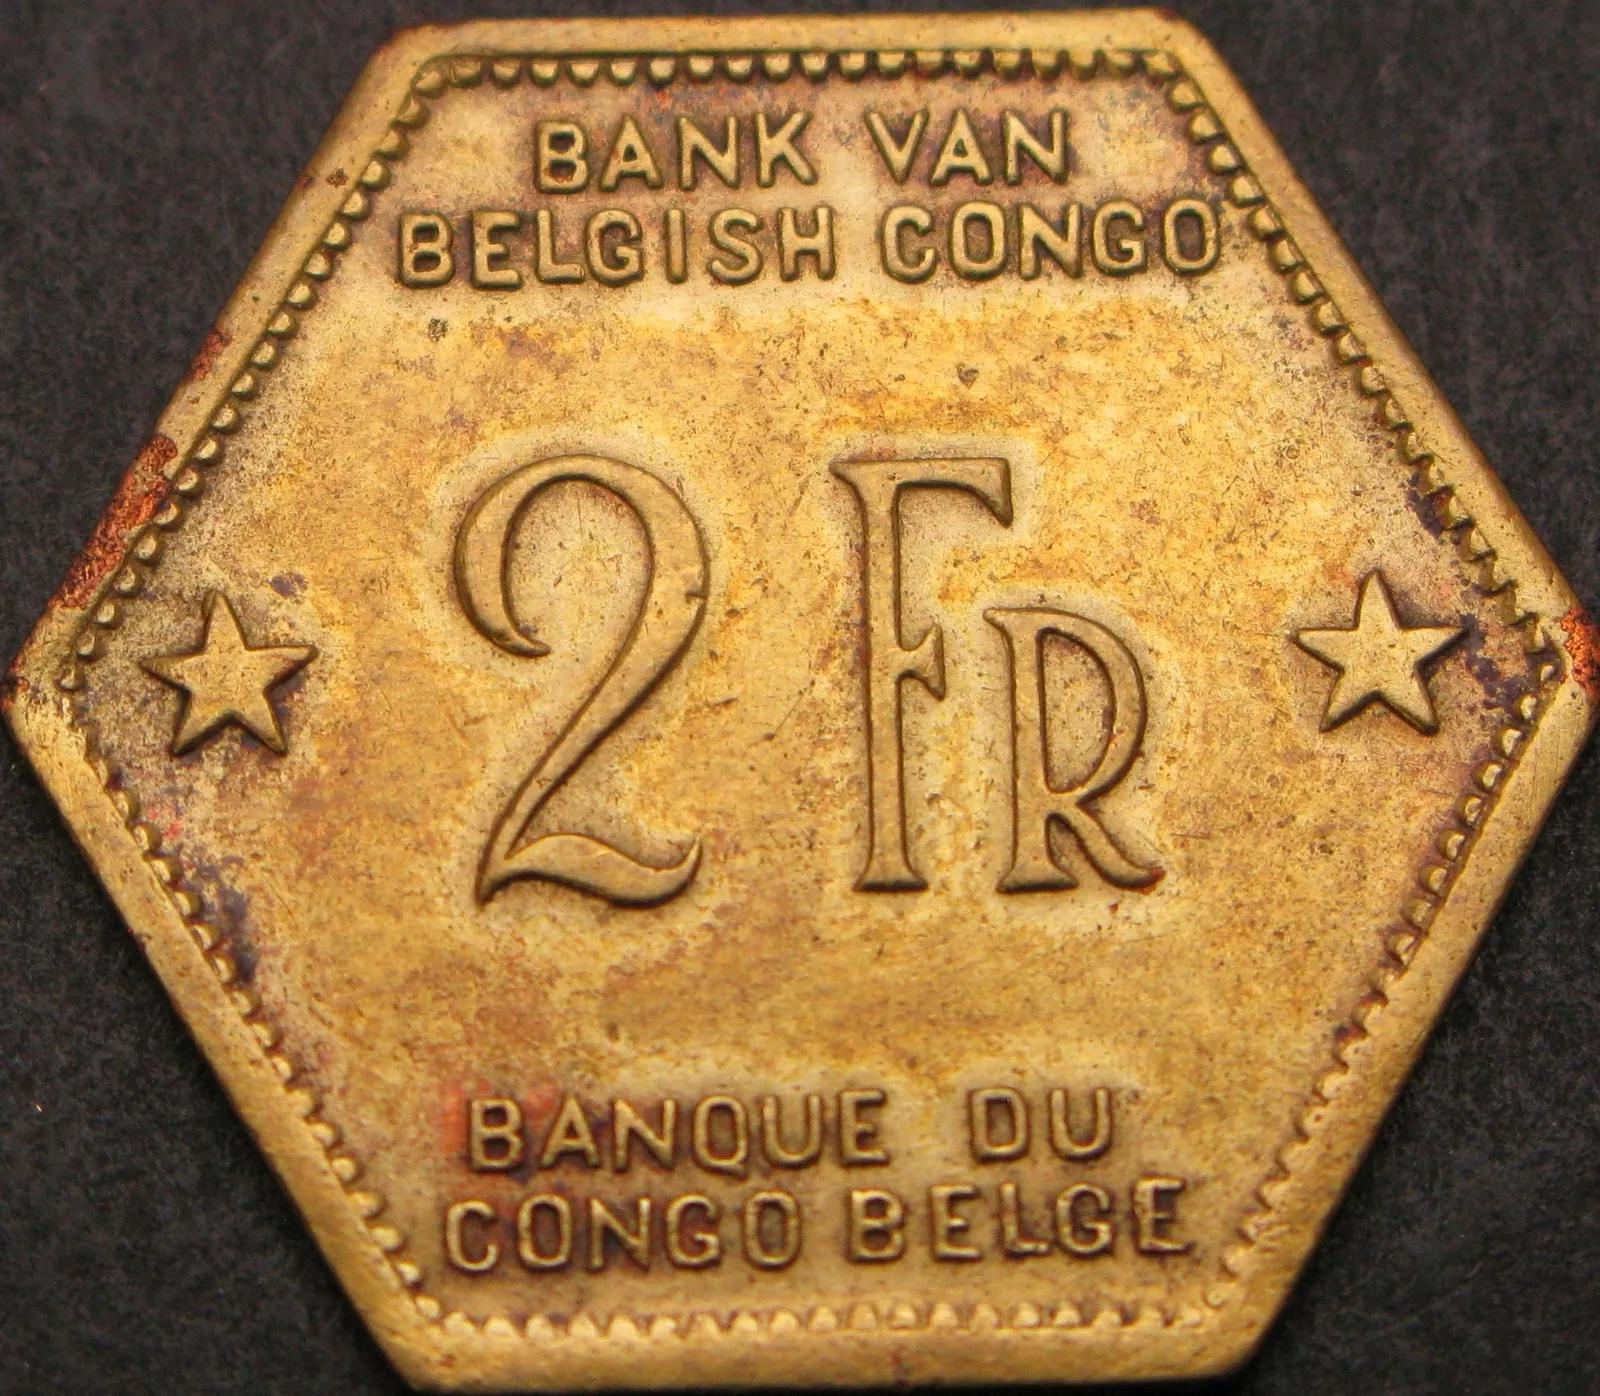 BANK VAN
BELGISH CONGO
2 FR
BANQUE DU
CONGO BELGE